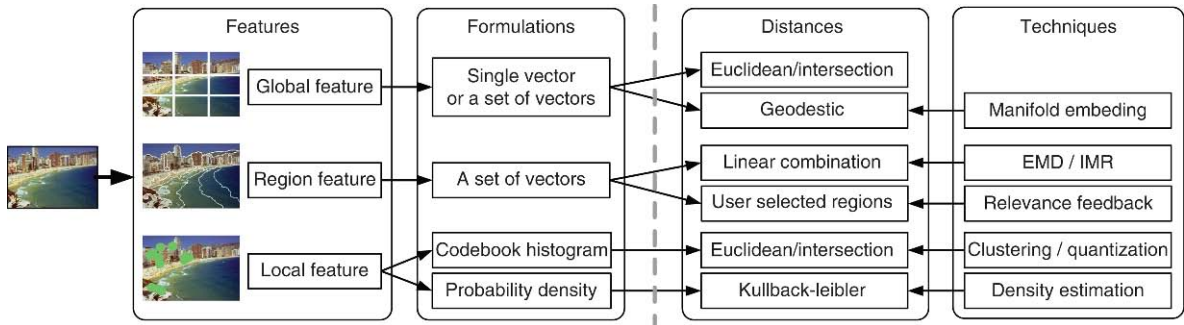 Features
Formulations
Distances
Techniques
Global feature
Single vector
or a set of vectors
Euclidean/intersection
Geodestic
Manifold embeding
Region feature
A set of vectors
Linear combination
EMD / IMR
User selected regions
Relevance feedback
Local feature
Codebook histogram
Euclidean/intersection
Clustering / quantization
Probability density
Kullback-leibler
Density estimation